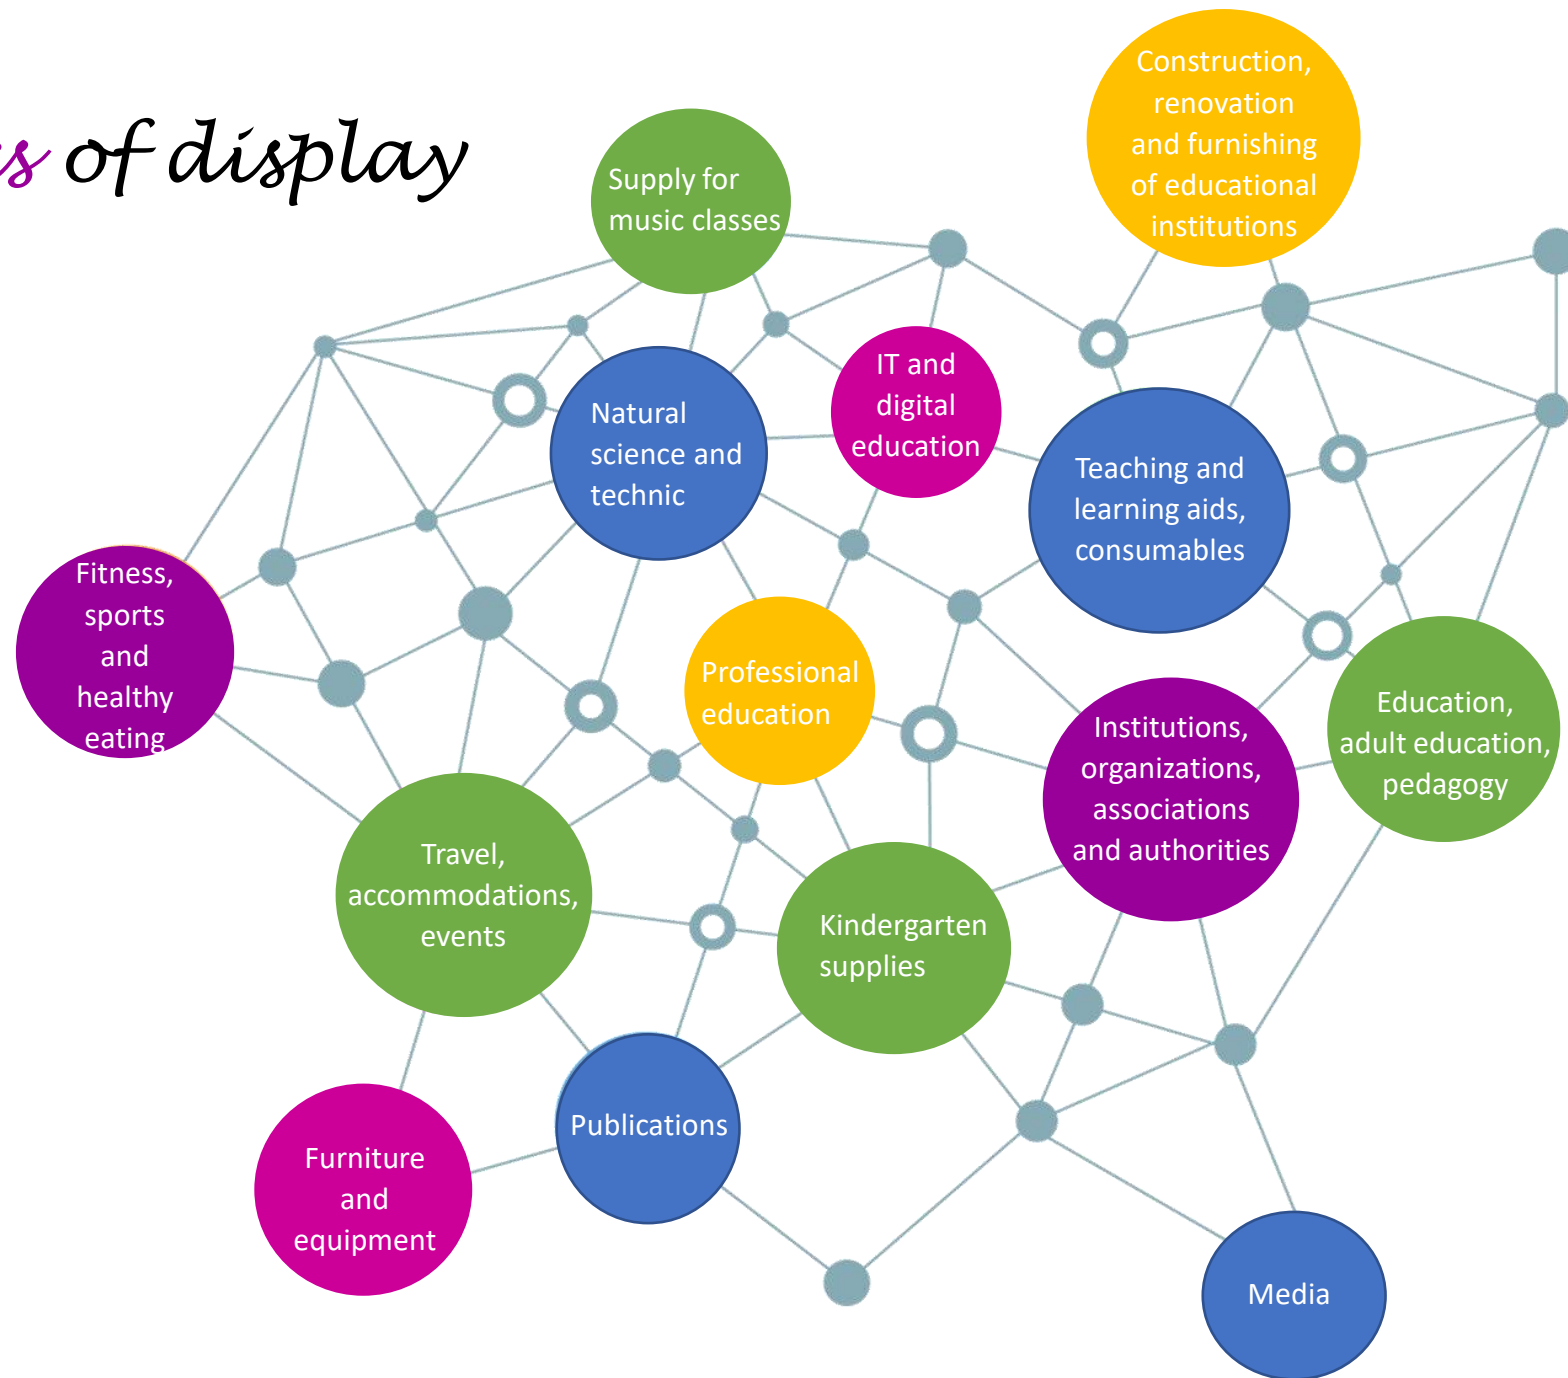 of display
Construction,
renovation
and furnishing
of educational
institutions
Supply for
music classes
IT and
digital
education
Natural
science and
technic
Teaching and
learning aids,
consumables
Fitness,
sports
and
healthy
eating
Professional
education
Institutions,
organizations,
associations
and authorities
Education,
adult education,
pedagogy
Travel,
accommodations,
events
Kindergarten
supplies
Publications
Furniture
and
equipment
Media